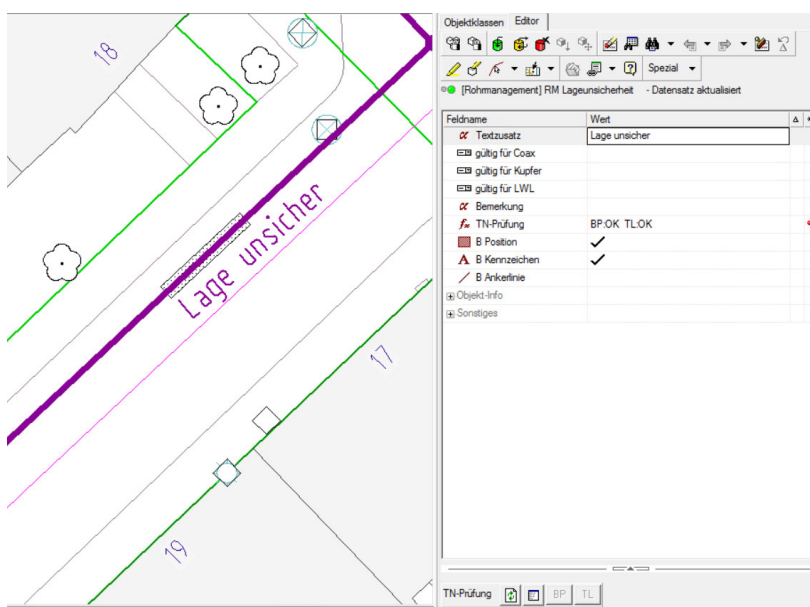 18
Lage unsicher
17
19
Objektklassen Editor
Spezial
[Rohrmanagement] RM Lageunsicherheit - Datensatz aktualisiert
Feldname Wert
Textzusatz Lage unsicher
gültig für Coax
gültig für Kupfer
gültig für LWL
Bemerkung
TN-Prüfung BP:OK TL:OK
B Position
B Kennzeichen
B Ankerlinie
Objekt-Info
Sonstiges
TN-Prüfung BP TL